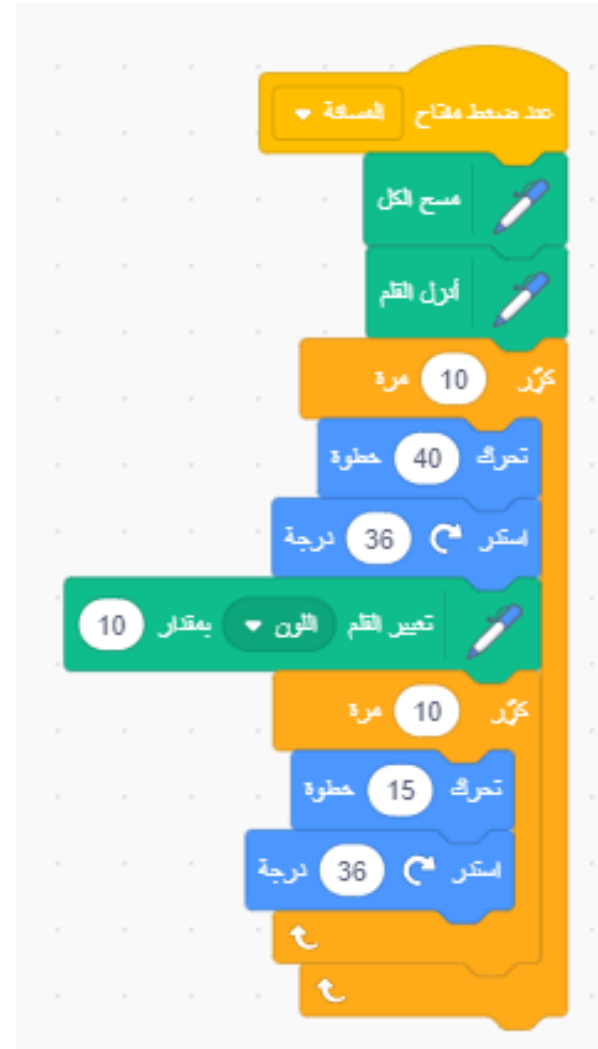 عند ضغط مفتاح المسافة
مسح الكل
أنزل القلم
كرّر 10 مرة
تحرك 40 خطوة
استدر 36 درجة
تغيير القلم اللون بمقدار 10
كرّر 10 مرة
تحرك 15 خطوة
استدر 36 درجة